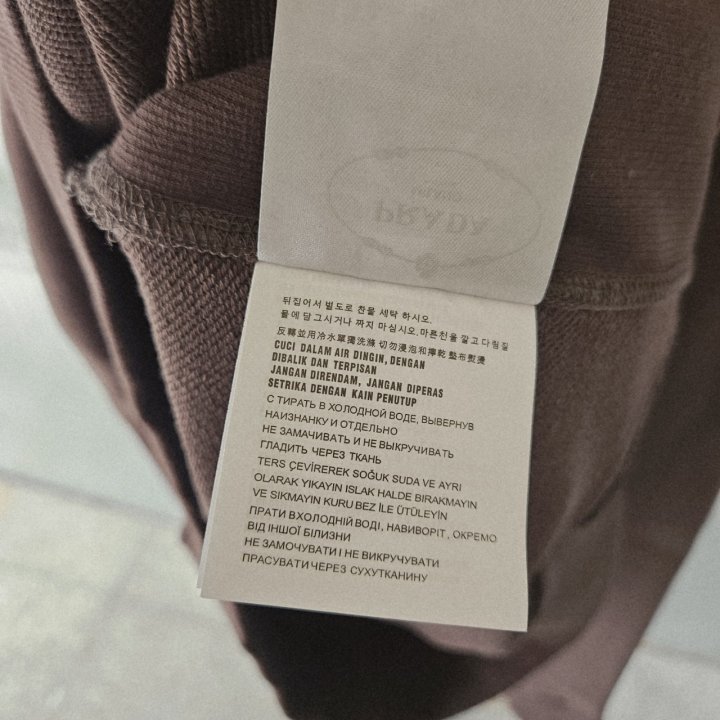 PRADA
뒤집어서 별도로 찬물 세탁 하시오.
물에 담그시거나 짜지 마십시오.마른천을 깔고 다림질
反轉並用冷水單獨洗滌 切勿浸泡和擰乾 墊布熨燙
CUCI DALAM AIR DINGIN, DENGAN
DIBALIK DAN TERPISAN
JANGAN DIRENDAM, JANGAN DIPERAS
SETRIKA DENGAN KAIN PENUTUP
С ТИРАТЬ В ХОЛОДНОЙ ВОДЕ, ВЫВЕРНУВ
НАИЗНАНКУ И ОТДЕЛЬНО
НЕ ЗАМАЧИВАТЬ И НЕ ВЫКРУЧИВАТЬ
ГЛАДИТЬ ЧЕРЕЗ ТКАНЬ
TERS ÇEVİREREK SOĞUK SUDA VE AYRI
OLARAK YIKAYIN ISLAK HALDE BIRAKMAYIN
VE SIKMAYIN KURU BEZ İLE ÜTÜLEYİN
ПРАТИ В ХОЛОДНІЙ ВОДІ, НАВИВОРІТ, ОКРЕМО
ВІД ІНШОЇ БІЛИЗНИ
НЕ ЗАМОЧУВАТИ І НЕ ВИКРУЧУВАТИ
ПРАСУВАТИ ЧЕРЕЗ СУХУТКАНИНУ